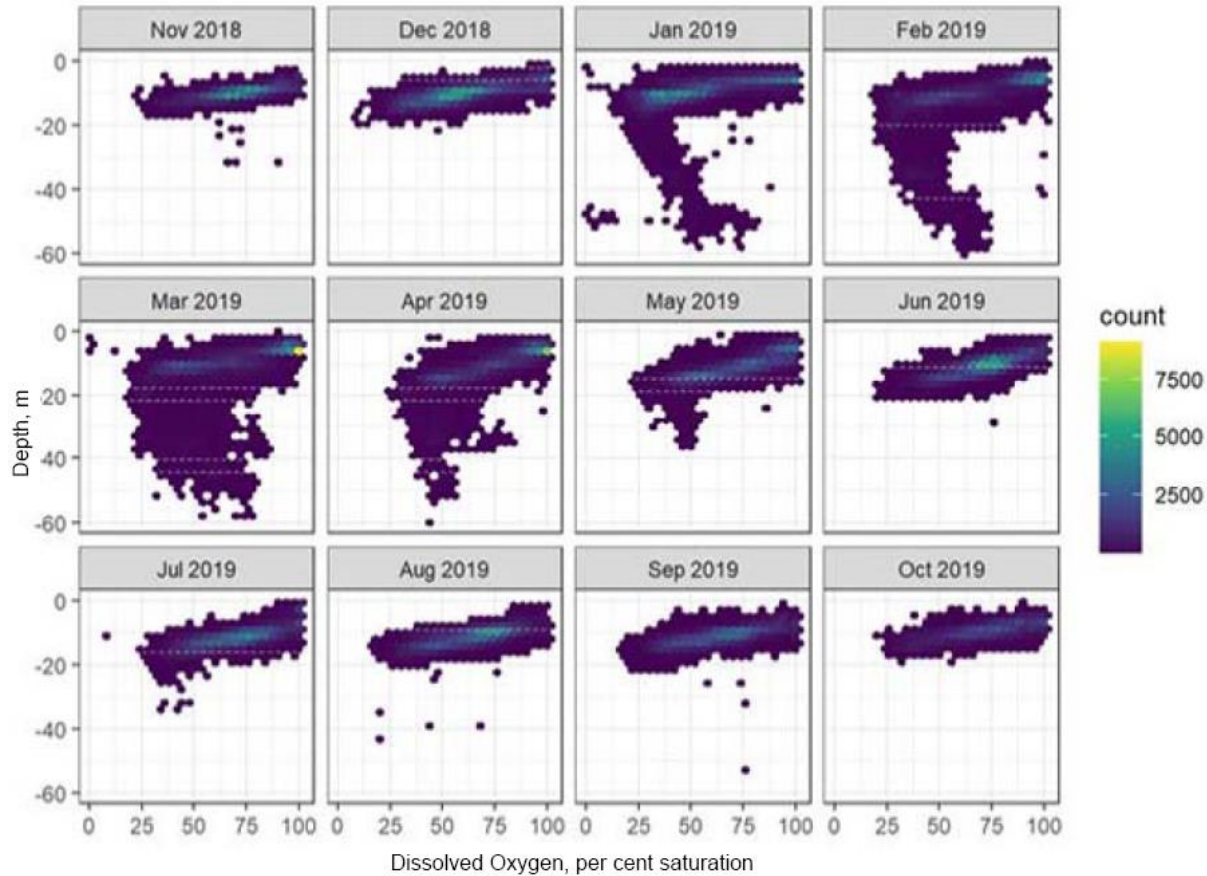 Nov 2018 Dec 2018 Jan 2019 Feb 2019
0
-20
-40
-60
Mar 2019 Apr 2019 May 2019 Jun 2019
0
-20
-40
-60
Jul 2019 Aug 2019 Sep 2019 Oct 2019
0
-20
-40
-60
0 25 50 75 100 0 25 50 75 100 0 25 50 75 100 0 25 50 75 100
Depth, m
Dissolved Oxygen, per cent saturation
count
7500
5000
2500